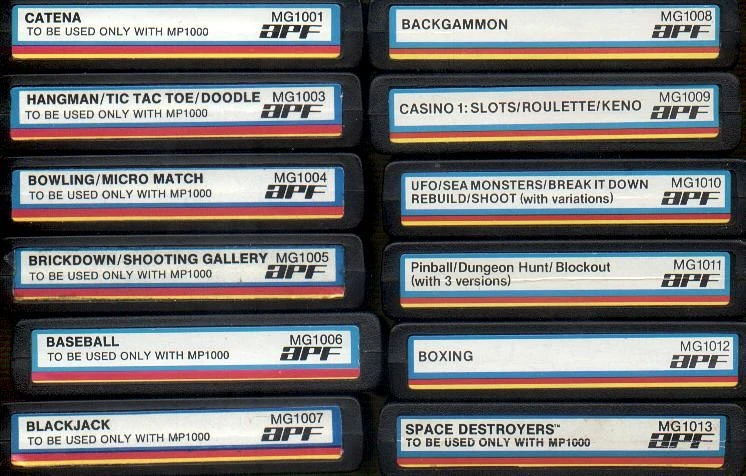 CATENA MG1001
TO BE USED ONLY WITH MP1000 apf
HANGMAN/TIC TAC TOE/DOODLE MG1003
TO BE USED ONLY WITH MP1000 apf
BOWLING/MICRO MATCH MG1004
TO BE USED ONLY WITH MP1000 apf
BRICKDOWN/SHOOTING GALLERY MG1005
TO BE USED ONLY WITH MP1000 apf
BASEBALL MG1006
TO BE USED ONLY WITH MP1000 apf
BLACKJACK MG1007
TO BE USED ONLY WITH MP1000 apf
MG1008
BACKGAMMON apf
MG1009
CASINO 1: SLOTS/ROULETTE/KENO apf
UFO/SEA MONSTERS/BREAK IT DOWN MG1010
REBUILD/SHOOT (with variations) apf
Pinball/Dungeon Hunt/Blockout MG1011
(with 3 versions) apf
MG1012
BOXING apf
SPACE DESTROYERS™ MG1013
TO BE USED ONLY WITH MP1000 apf